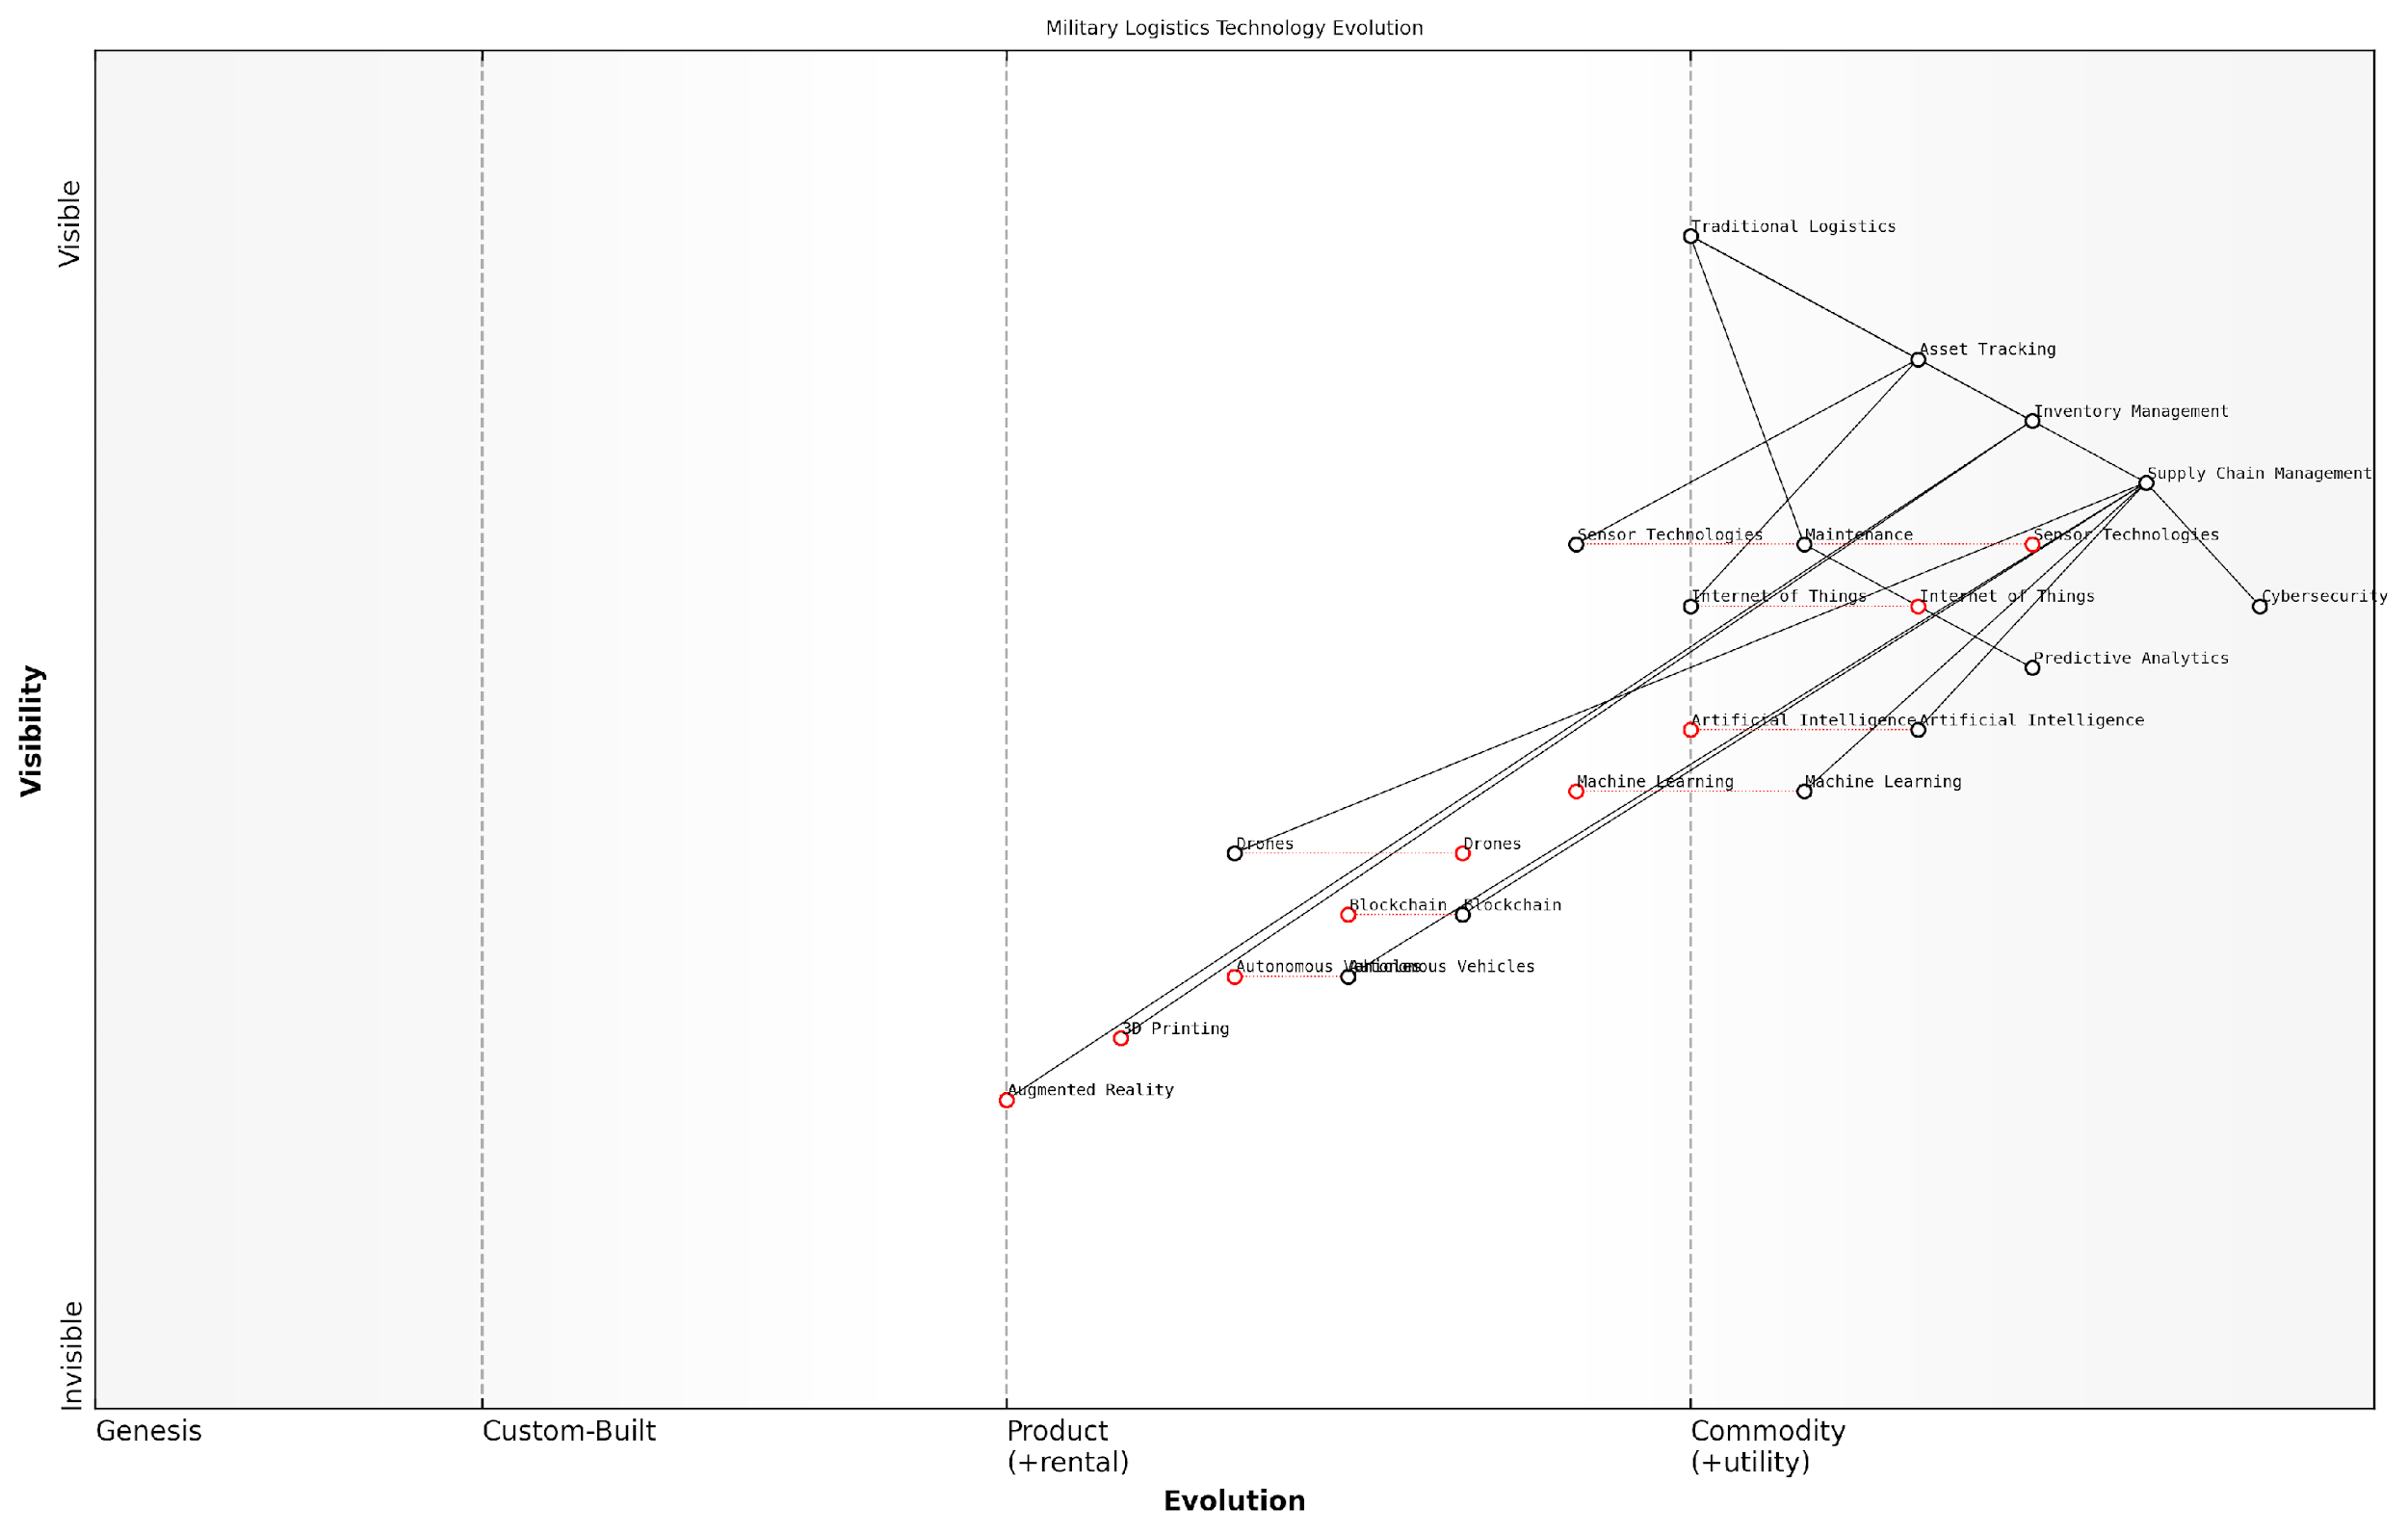 Military Logistics Technology Evolution
Visible
Traditional Logistics
Asset Tracking
Inventory Management
Supply Chain Management
Sensor Technologies
Maintenance
Sensor Technologies
Internet of Things
Internet of Things
Cybersecurity
Predictive Analytics
Artificial Intelligence
Artificial Intelligence
Machine Learning
Machine Learning
Drones
Drones
Blockchain
Blockchain
Autonomous Vehicles
Autonomous Vehicles
3D Printing
Augmented Reality
Visibility
Invisible
Genesis
Custom-Built
Product
(+rental)
Commodity
(+utility)
Evolution